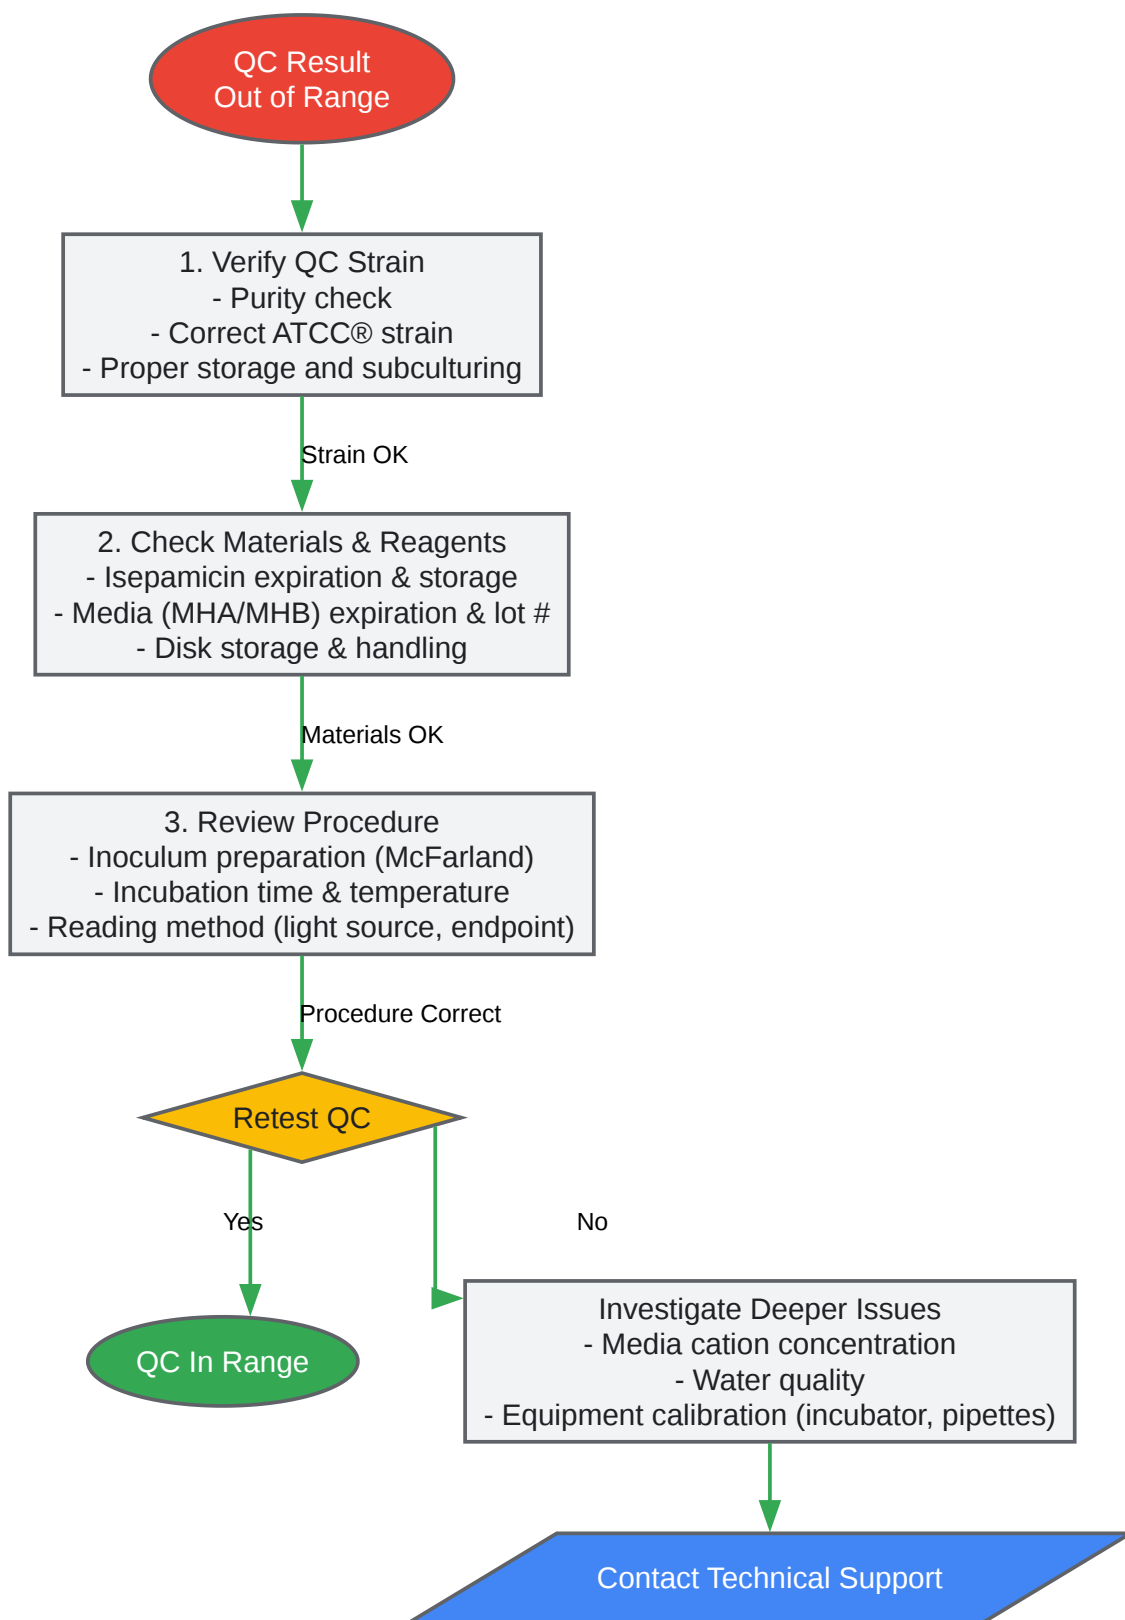 QC Result
Out of Range
1. Verify QC Strain
- Purity check
- Correct ATCC® strain
- Proper storage and subculturing
Strain OK
2. Check Materials & Reagents
- Isepamicin expiration & storage
- Media (MHA/MHB) expiration & lot #
- Disk storage & handling
Materials OK
3. Review Procedure
- Inoculum preparation (McFarland)
- Incubation time & temperature
- Reading method (light source, endpoint)
Procedure Correct
Retest QC
Yes
No
QC In Range
Investigate Deeper Issues
- Media cation concentration
- Water quality
- Equipment calibration (incubator, pipettes)
Contact Technical Support